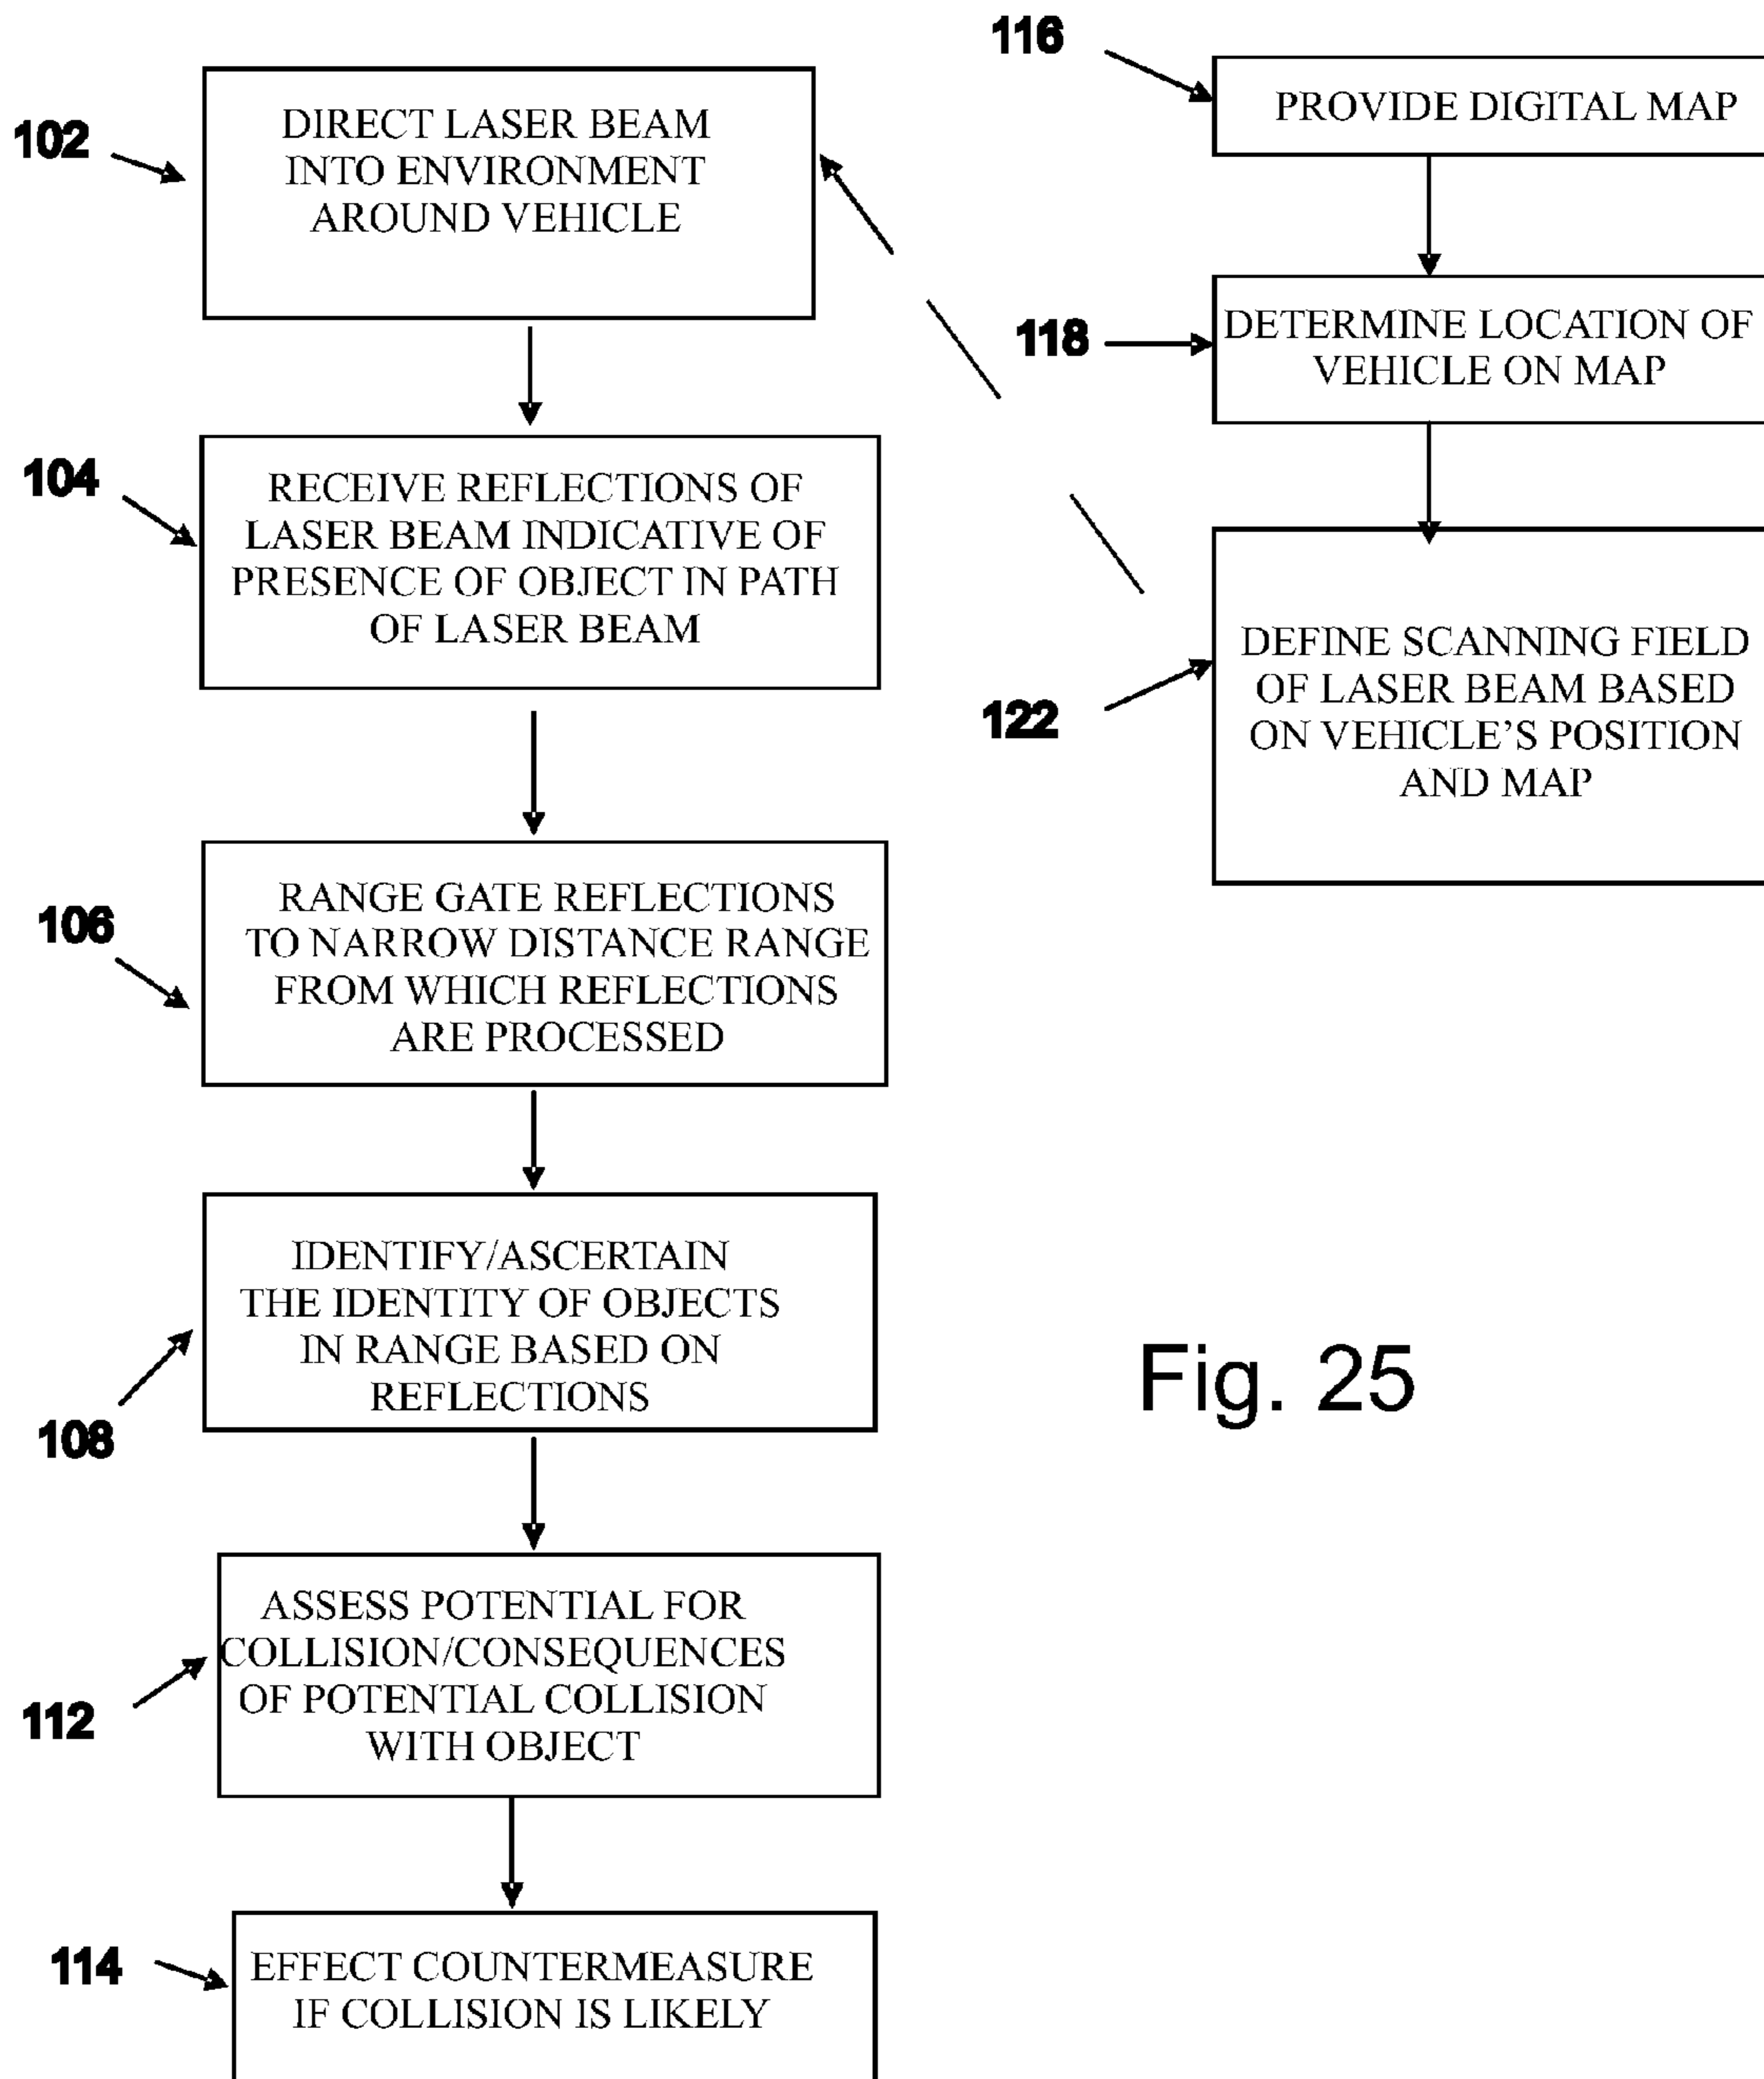 102
DIRECT LASER BEAM
INTO ENVIRONMENT
AROUND VEHICLE
104
RECEIVE REFLECTIONS OF
LASER BEAM INDICATIVE OF
PRESENCE OF OBJECT IN PATH
OF LASER BEAM
106
RANGE GATE REFLECTIONS
TO NARROW DISTANCE RANGE
FROM WHICH REFLECTIONS
ARE PROCESSED
108
IDENTIFY/ASCERTAIN
THE IDENTITY OF OBJECTS
IN RANGE BASED ON
REFLECTIONS
112
ASSESS POTENTIAL FOR
COLLISION/CONSEQUENCES
OF POTENTIAL COLLISION
WITH OBJECT
114
EFFECT COUNTERMEASURE
IF COLLISION IS LIKELY
116
PROVIDE DIGITAL MAP
118
DETERMINE LOCATION OF
VEHICLE ON MAP
122
DEFINE SCANNING FIELD
OF LASER BEAM BASED
ON VEHICLE'S POSITION
AND MAP
Fig. 25